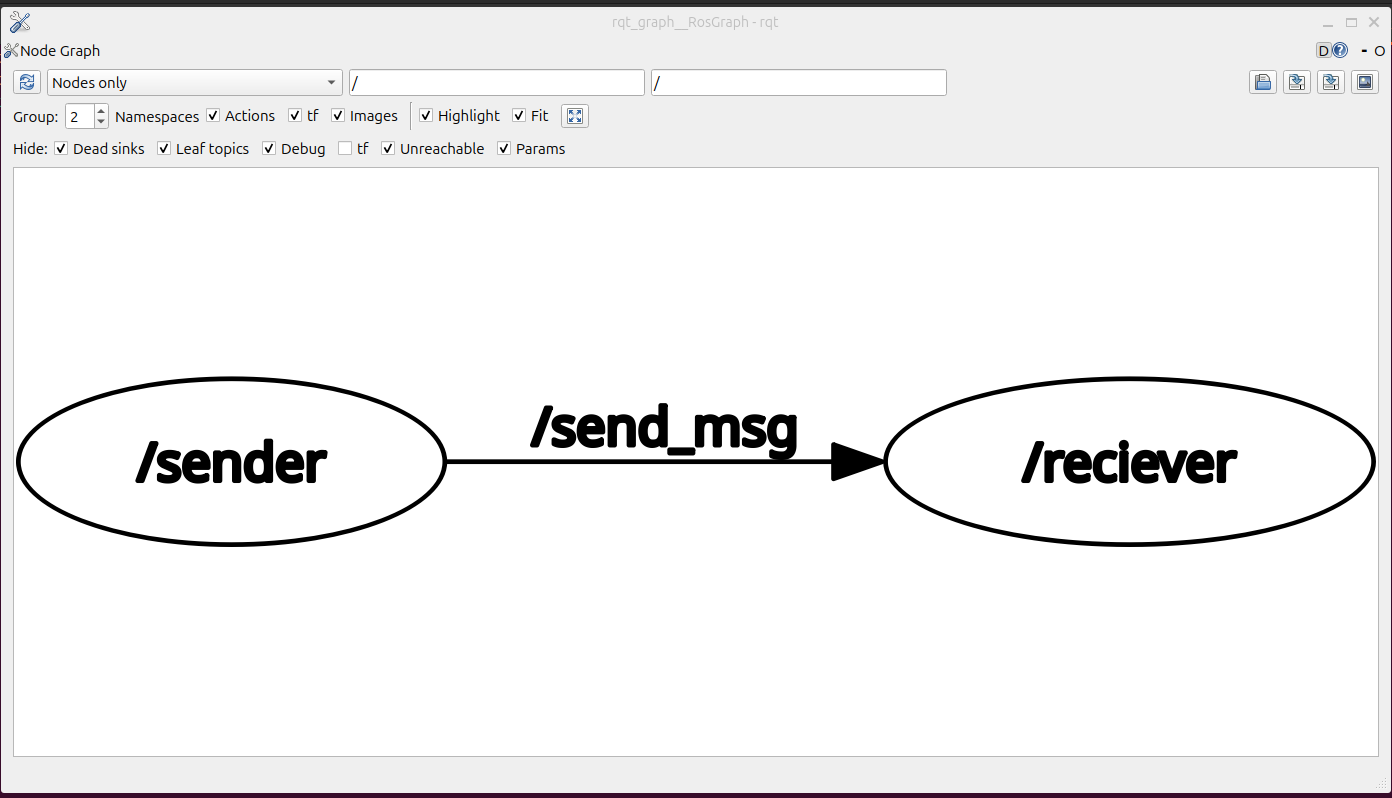 rqt_graph__RosGraph - rqt
Node Graph
D - O
Nodes only / /
Group: 2 Namespaces Actions tf Images Highlight Fit
Hide: Dead sinks Leaf topics Debug tf Unreachable Params
/send_msg
/sender /reciever